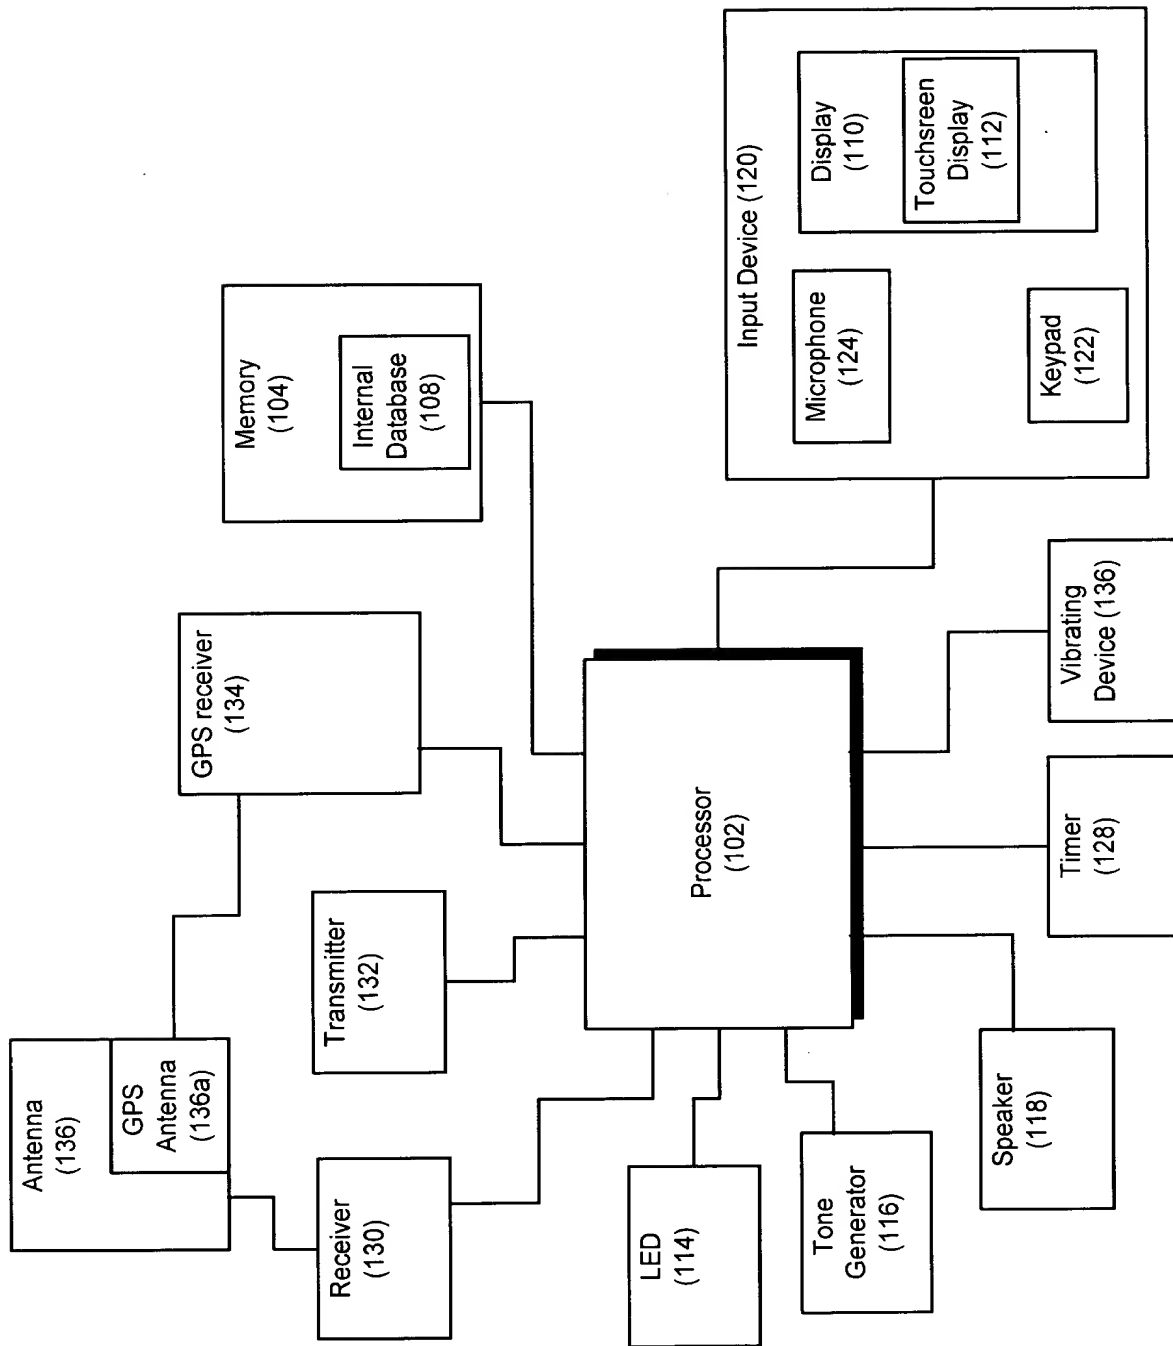 Antenna
(136)
GPS
Antenna
(136a)
GPS receiver
(134)
Memory
(104)
Internal
Database
(108)
Receiver
(130)
Transmitter
(132)
LED
(114)
Processor
(102)
Input Device (120)
Microphone
(124)
Display
(110)
Touchsreen
Display
(112)
Keypad
(122)
Tone
Generator
(116)
Speaker
(118)
Timer
(128)
Vibrating
Device (136)